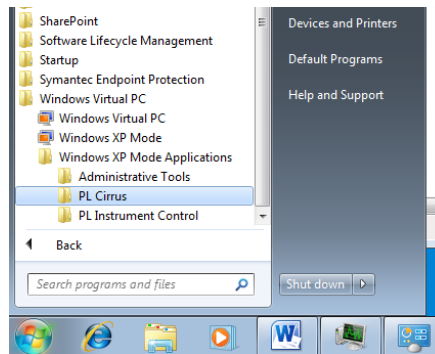 SharePoint
Software Lifecycle Management
Startup
Symantec Endpoint Protection
Windows Virtual PC
Windows Virtual PC
Windows XP Mode
Windows XP Mode Applications
Administrative Tools
PL Cirrus
PL Instrument Control
Back
Search programs and files
Devices and Printers
Default Programs
Help and Support
Shut down
W